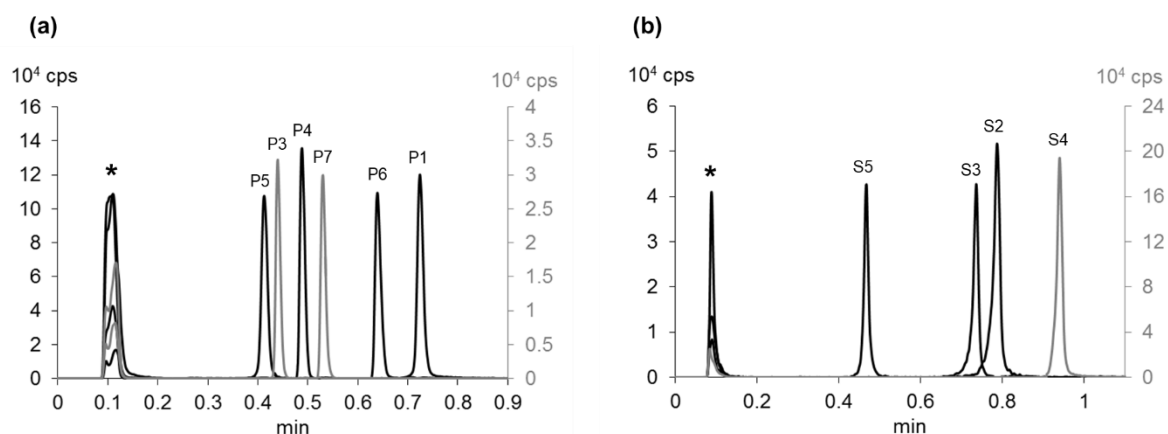 (a)
10⁴ cps
10⁴ cps
16
14
12
10
8
6
4
2
0
4
3.5
3
2.5
2
1.5
1
0.5
0
*
P5
P3
P4
P7
P6
P1
0 0.1 0.2 0.3 0.4 0.5 0.6 0.7 0.8 0.9
min
(b)
10⁴ cps
10⁴ cps
6
5
4
3
2
1
0
24
20
16
12
8
4
0
*
S5
S3
S2
S4
0 0.2 0.4 0.6 0.8 1
min